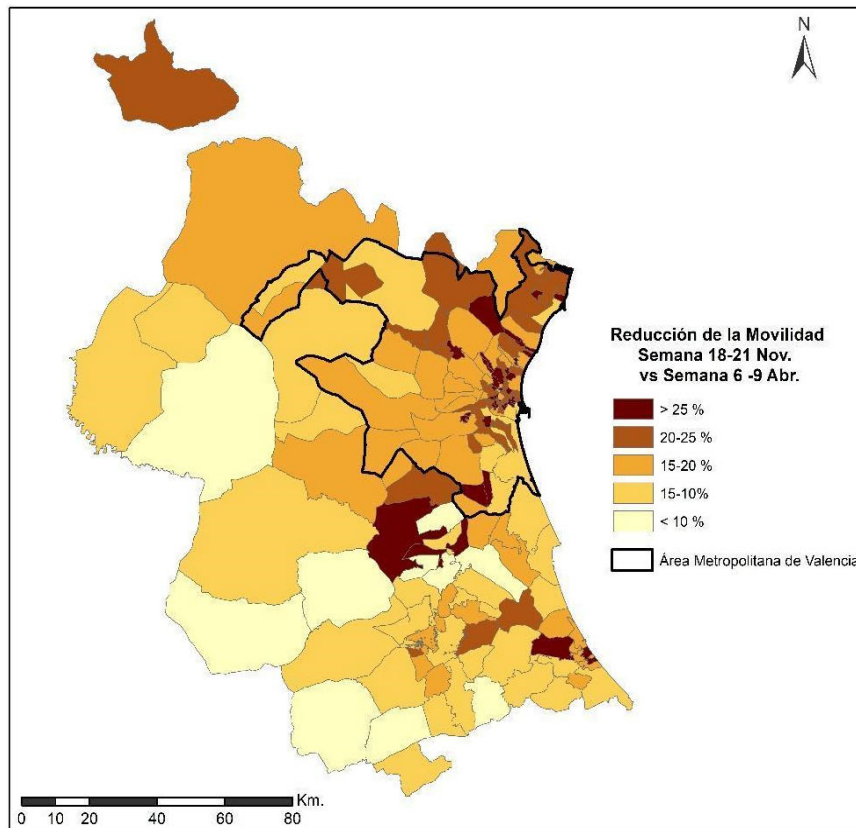 N
Reducción de la Movilidad
Semana 18-21 Nov.
vs Semana 6 -9 Abr.
> 25 %
20-25 %
15-20 %
15-10%
< 10 %
Área Metropolitana de Valencia
Km.
0 10 20 40 60 80